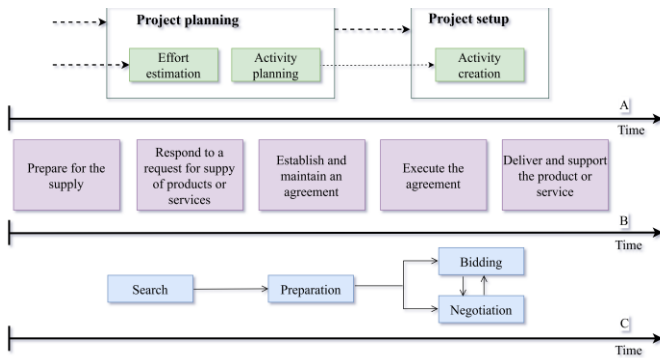 Project planning
Project setup
Effort
estimation
Activity
planning
Activity
creation
A
Time
Prepare for the
supply
Respond to a
request for suppy
of products or
services
Establish and
maintain an
agreement
Execute the
agreement
Deliver and support
the product or
service
B
Time
Search
Preparation
Bidding
Negotiation
C
Time